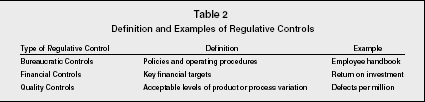 Table 2
Definition and Examples of Regulative Controls
Type of Regulative Control Definition Example
Bureaucratic Controls Policies and operating procedures Employee handbook
Financial Controls Key financial targets Return on investment
Quality Controls Acceptable levels of product or process variation Defects per million